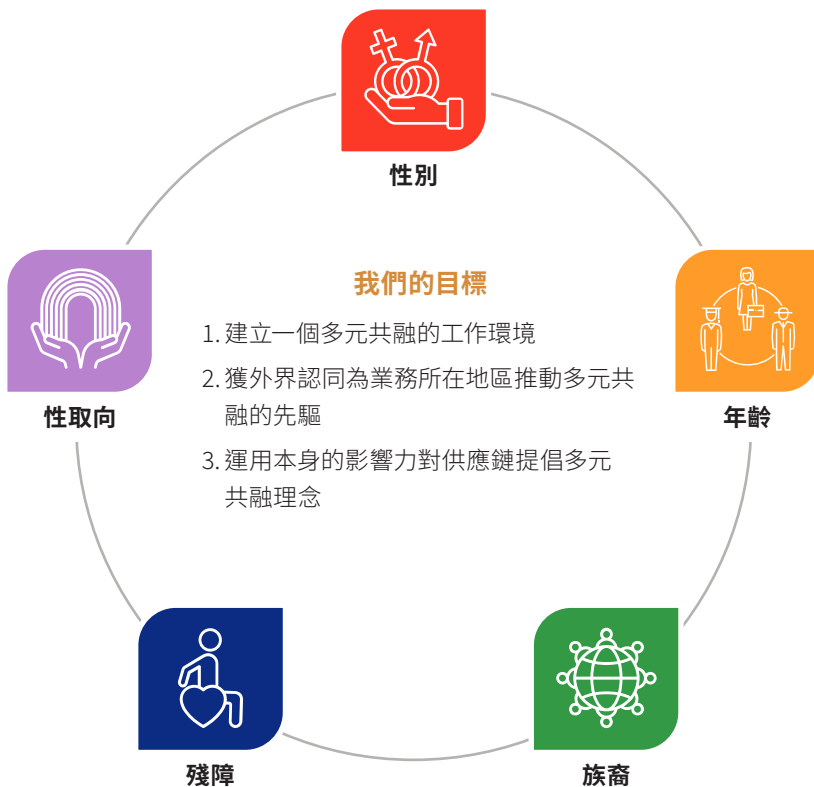 性別
我們的目標
1. 建立一個多元共融的工作環境
2. 獲外界認同為業務所在地區推動多元共
融的先驅
3. 運用本身的影響力對供應鏈提倡多元
共融理念
性取向
年齡
殘障
族裔